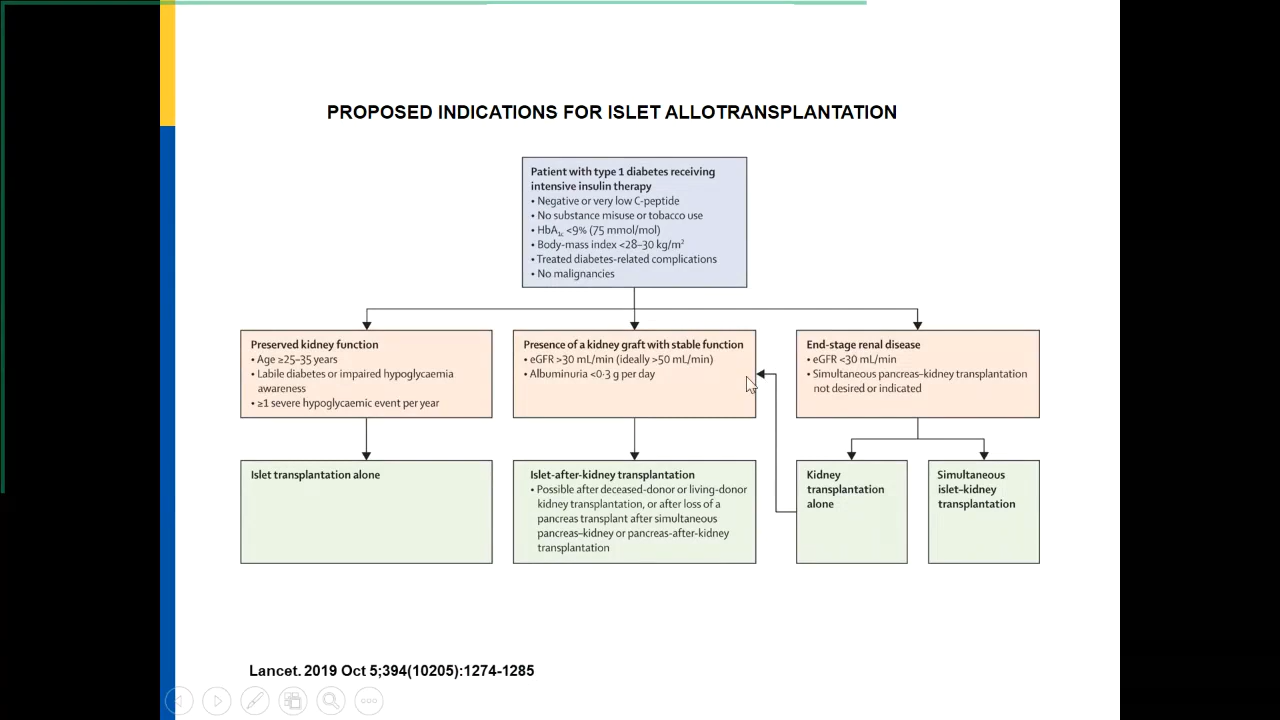 PROPOSED INDICATIONS FOR ISLET ALLOTRANSPLANTATION
Patient with type 1 diabetes receiving
intensive insulin therapy
• Negative or very low C-peptide
• No substance misuse or tobacco use
• HbA1c <9% (75 mmol/mol)
• Body-mass index <28–30 kg/m²
• Treated diabetes-related complications
• No malignancies
Preserved kidney function
• Age ≥25–35 years
• Labile diabetes or impaired hypoglycaemia
awareness
• ≥1 severe hypoglycaemic event per year
Presence of a kidney graft with stable function
• eGFR >30 mL/min (ideally >50 mL/min)
• Albuminuria <0·3 g per day
End-stage renal disease
• eGFR <30 mL/min
• Simultaneous pancreas–kidney transplantation
not desired or indicated
Islet transplantation alone
Islet-after-kidney transplantation
• Possible after deceased-donor or living-donor
kidney transplantation, or after loss of a
pancreas transplant after simultaneous
pancreas–kidney or pancreas-after-kidney
transplantation
Kidney
transplantation
alone
Simultaneous
islet–kidney
transplantation
Lancet. 2019 Oct 5;394(10205):1274-1285